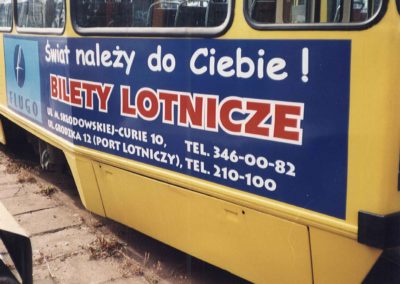 Świat należy do Ciebie !
FLUGO
BILETY LOTNICZE
UL. M. SKŁODOWSKIEJ-CURIE 10, TEL. 346-00-82
UL. GRODZKA 12 (PORT LOTNICZY), TEL. 210-100